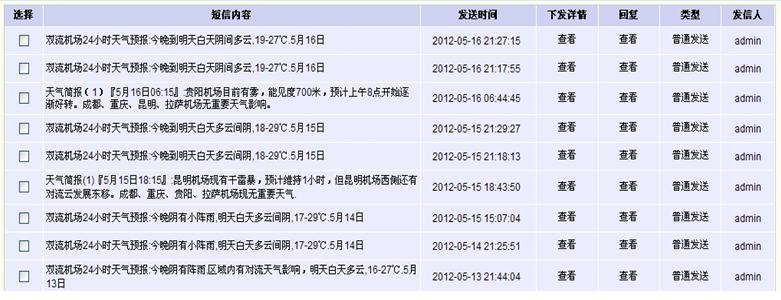 选择 短信内容 发送时间 下发详情 回复 类型 发信人
双流机场24小时天气预报:今晚到明天白天阴间多云,19-27℃.5月16日 2012-05-16 21:27:15 查看 查看 普通发送 admin
双流机场24小时天气预报:今晚到明天白天阴间多云,19-27℃.5月16日 2012-05-16 21:17:55 查看 查看 普通发送 admin
天气简报（1）『5月16日06:15』:贵阳机场目前有雾，能见度700米，预计上午8点开始逐
渐好转。成都、重庆、昆明、拉萨机场无重要天气影响。 2012-05-16 06:44:45 查看 查看 普通发送 admin
双流机场24小时天气预报:今晚到明天白天多云间阴,18-29℃.5月15日 2012-05-15 21:29:27 查看 查看 普通发送 admin
双流机场24小时天气预报:今晚到明天白天多云间阴,18-29℃.5月15日 2012-05-15 21:18:13 查看 查看 普通发送 admin
天气简报(1)『5月15日18:15』:昆明机场现有干雷暴，预计维持1小时，但昆明机场西侧还有
对流云发展东移。成都、重庆、贵阳、拉萨机场现无重要天气. 2012-05-15 18:43:50 查看 查看 普通发送 admin
双流机场24小时天气预报:今晚阴有小阵雨,明天白天多云间阴,17-29℃.5月14日 2012-05-15 15:07:04 查看 查看 普通发送 admin
双流机场24小时天气预报:今晚阴有小阵雨,明天白天多云间阴,17-29℃.5月14日 2012-05-14 21:25:51 查看 查看 普通发送 admin
双流机场24小时天气预报:今晚阴有阵雨,区域内有对流天气影响，明天白天多云,16-27℃.5月
13日 2012-05-13 21:44:04 查看 查看 普通发送 admin